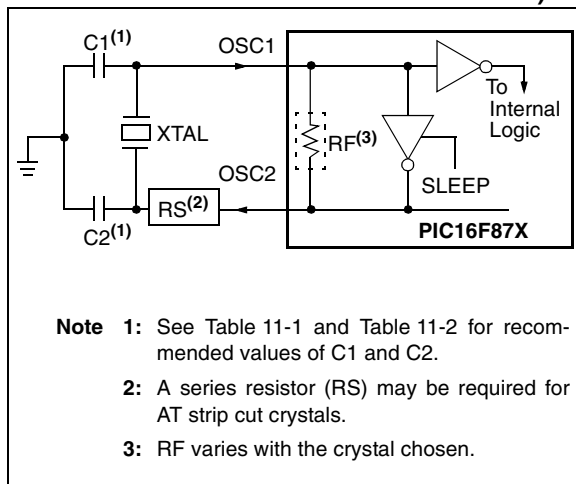 C1(1)
OSC1
To
Internal
Logic
XTAL
RF(3)
OSC2
SLEEP
RS(2)
C2(1)
PIC16F87X
Note 1: See Table 11-1 and Table 11-2 for recom-
mended values of C1 and C2.
2: A series resistor (RS) may be required for
AT strip cut crystals.
3: RF varies with the crystal chosen.